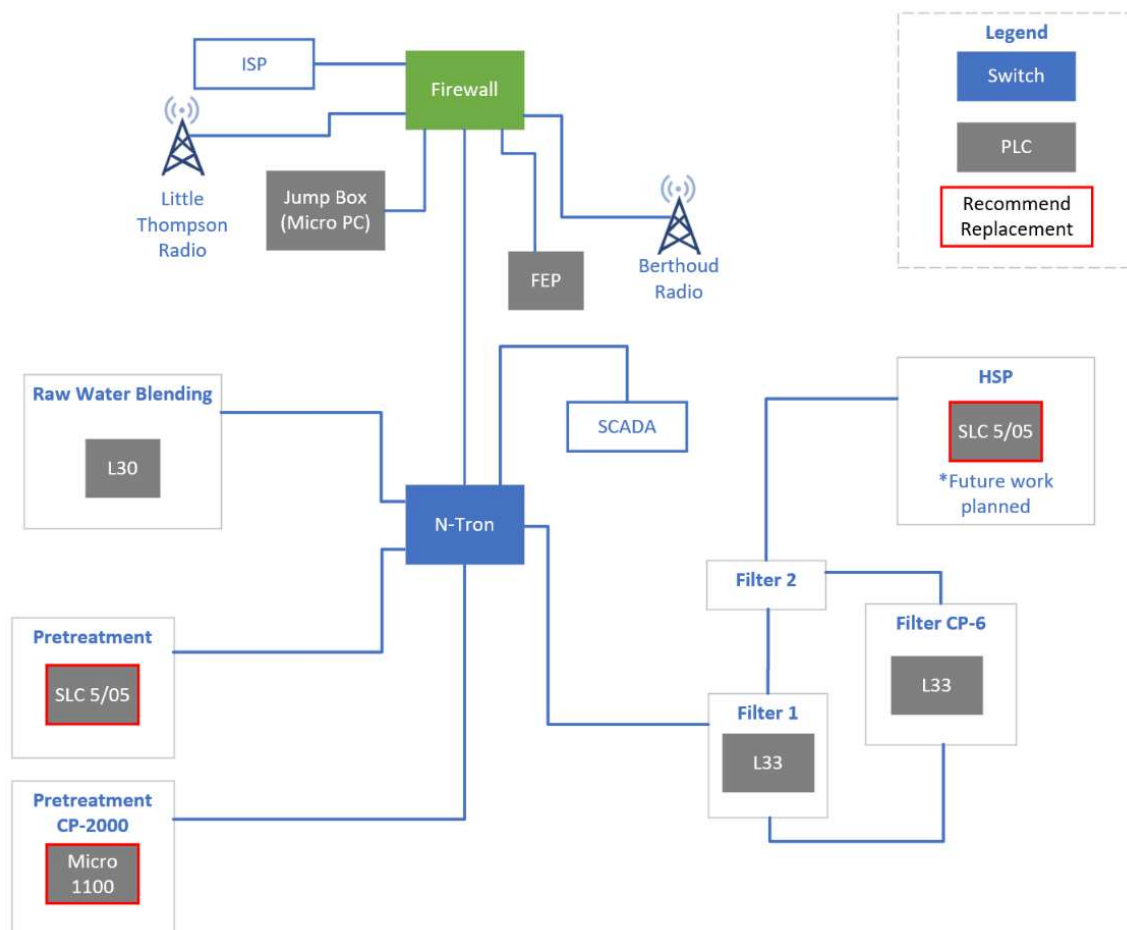 Legend
Switch
PLC
Recommend
Replacement
ISP
Firewall
Little
Thompson
Radio
Jump Box
(Micro PC)
FEP
Berthoud
Radio
Raw Water Blending
L30
SCADA
HSP
SLC 5/05
*Future work
planned
N-Tron
Filter 2
Filter CP-6
L33
Pretreatment
SLC 5/05
Filter 1
L33
Pretreatment
CP-2000
Micro
1100